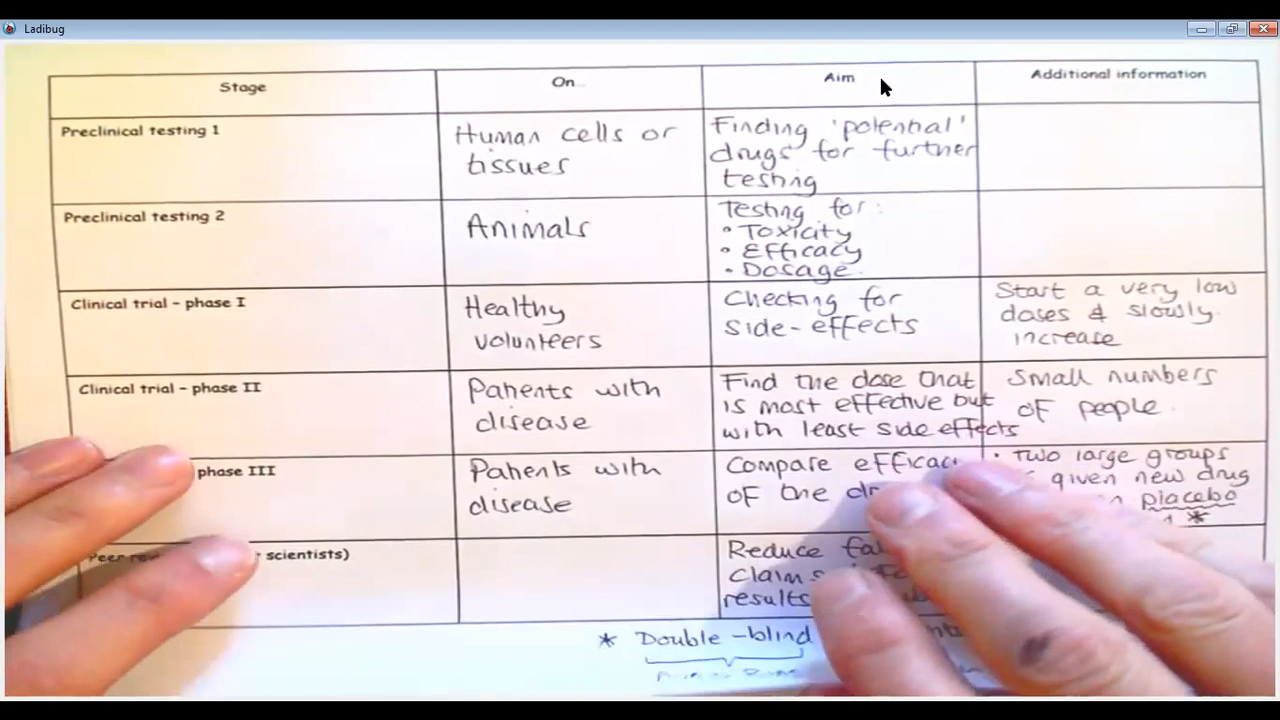 Ladibug
Stage
On
Aim
Additional information
Preclinical testing 1
Human cells or
tissues
Finding 'potential'
drugs for further
testing
Preclinical testing 2
Animals
Testing for:
• Toxicity
• Efficacy
• Dosage
Clinical trial - phase I
Healthy
volunteers
Checking for
side-effects
Start a very low
doses & slowly
increase
Clinical trial - phase II
Patients with
disease
Find the dose that
is most effective but
with least side effects
Small numbers
of people.
phase III
Patients with
disease
Compare
of the
• Two large groups
given new drug
placebo
*
scientists)
Reduce
claims
results
* Double-blind